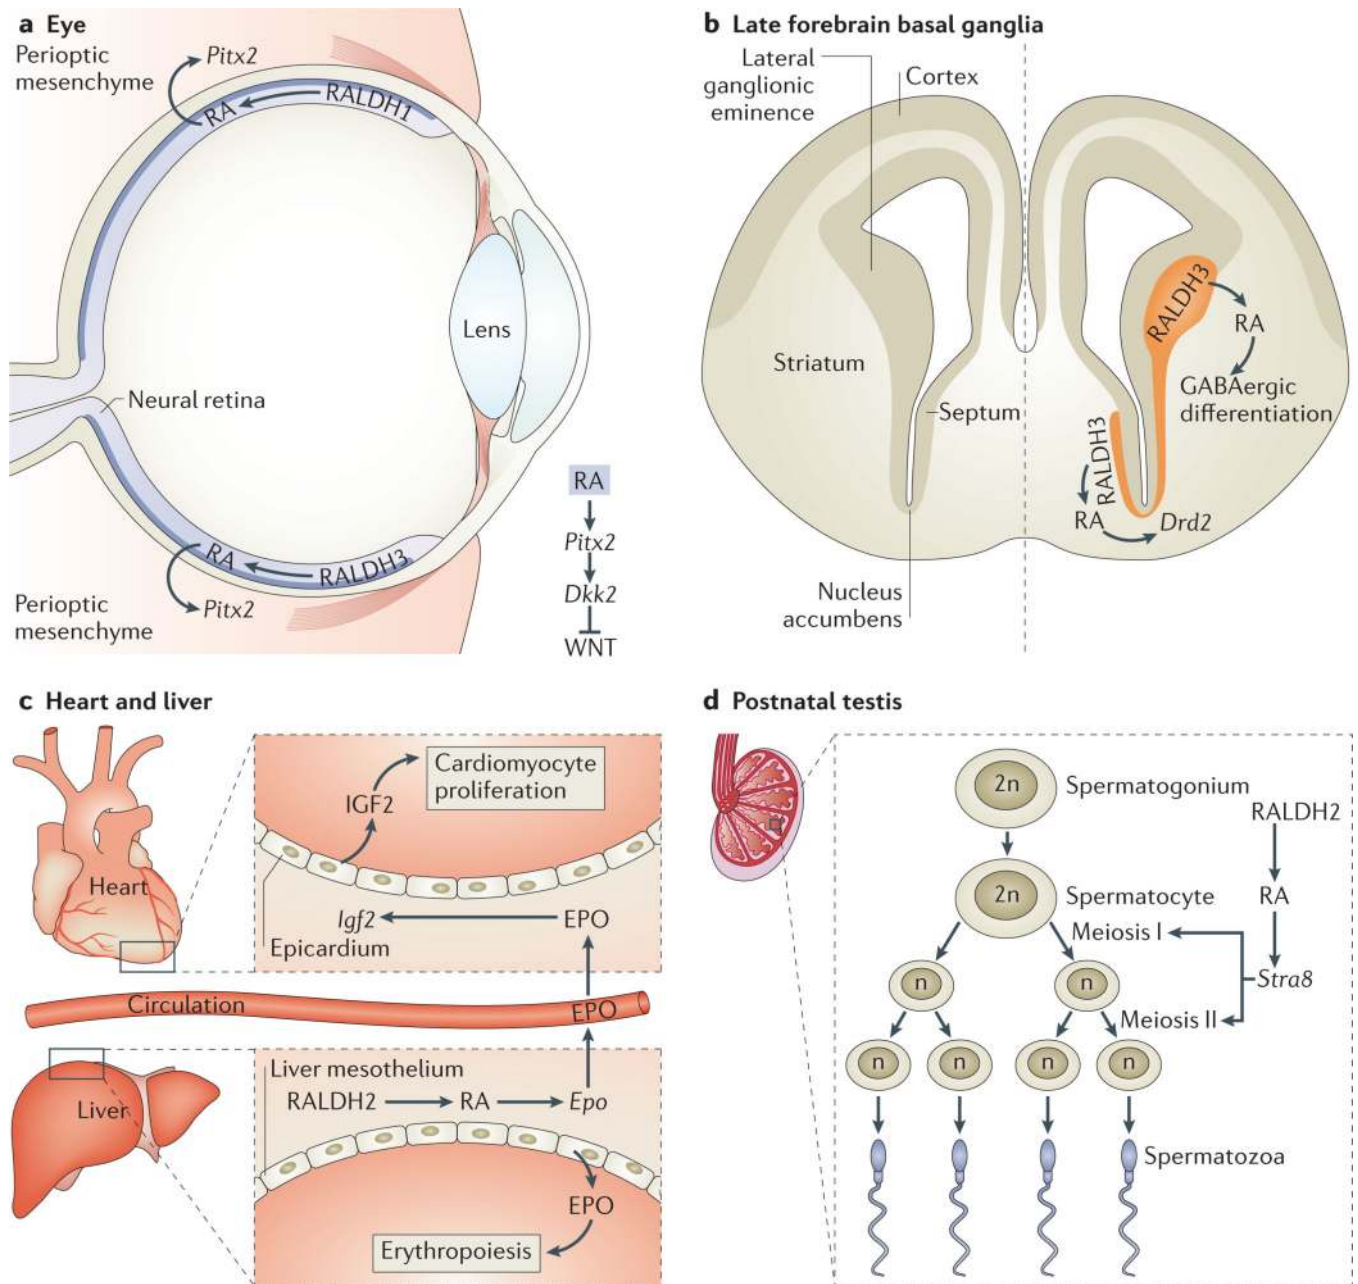 a Eye
Perioptic
mesenchyme
Pitx2
RA
RALDH1
Lens
Neural retina
RA
RALDH3
Pitx2
Perioptic
mesenchyme
RA
Pitx2
Dkk2
WNT
b Late forebrain basal ganglia
Lateral
ganglionic
eminence
Cortex
Striatum
Septum
Nucleus
accumbens
RALDH3
RA
GABAergic
differentiation
RALDH3
RA
Drd2
c Heart and liver
Heart
Cardiomyocyte
proliferation
IGF2
Igf2
EPO
Epicardium
Circulation
EPO
Liver
Liver mesothelium
RALDH2
RA
Epo
EPO
Erythropoiesis
d Postnatal testis
2n
Spermatogonium
RALDH2
2n
Spermatocyte
RA
Meiosis I
n
n
Stra8
Meiosis II
n
n
n
n
Spermatozoa